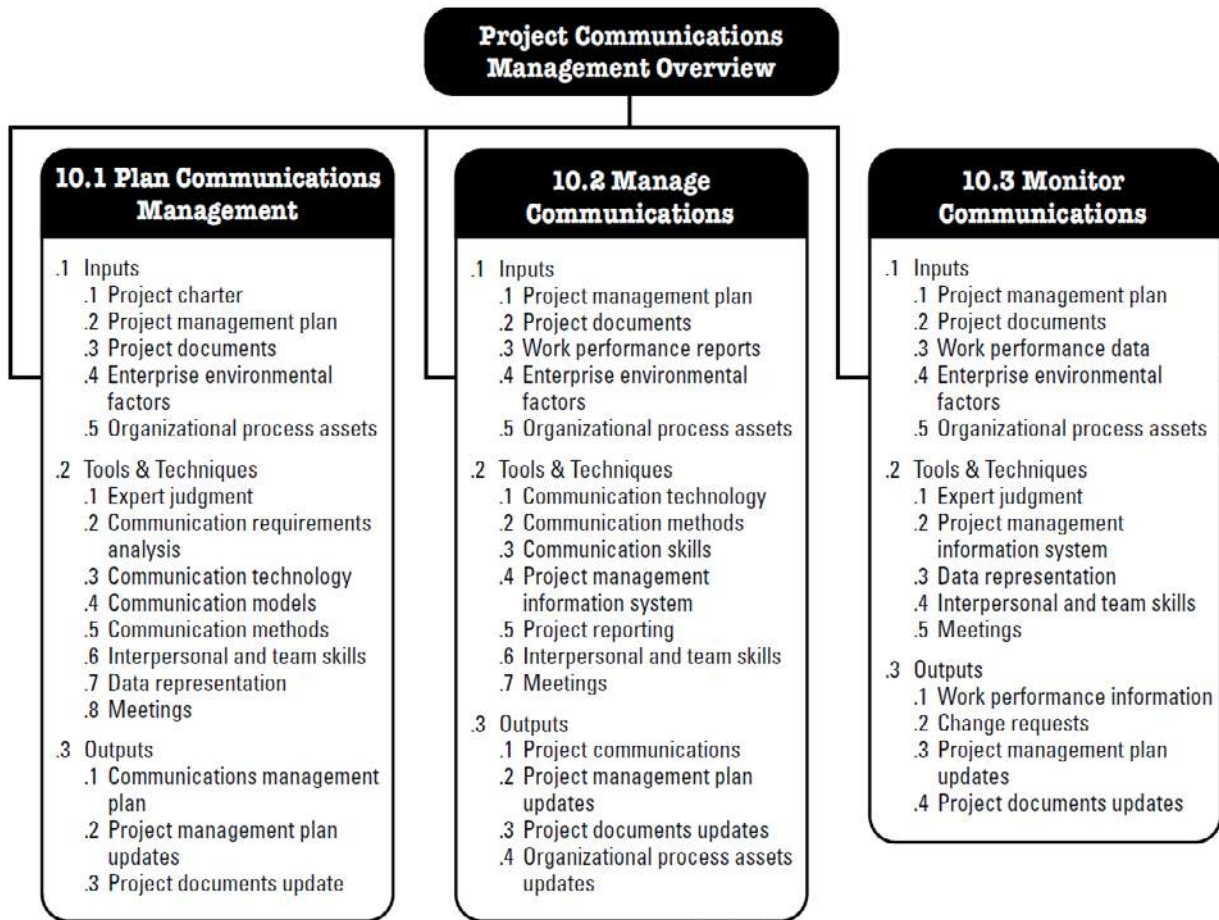 Project Communications
Management Overview
10.1 Plan Communications
Management
.1 Inputs
.1 Project charter
.2 Project management plan
.3 Project documents
.4 Enterprise environmental
factors
.5 Organizational process assets
.2 Tools & Techniques
.1 Expert judgment
.2 Communication requirements
analysis
.3 Communication technology
.4 Communication models
.5 Communication methods
.6 Interpersonal and team skills
.7 Data representation
.8 Meetings
.3 Outputs
.1 Communications management
plan
.2 Project management plan
updates
.3 Project documents update
10.2 Manage
Communications
.1 Inputs
.1 Project management plan
.2 Project documents
.3 Work performance reports
.4 Enterprise environmental
factors
.5 Organizational process assets
.2 Tools & Techniques
.1 Communication technology
.2 Communication methods
.3 Communication skills
.4 Project management
information system
.5 Project reporting
.6 Interpersonal and team skills
.7 Meetings
.3 Outputs
.1 Project communications
.2 Project management plan
updates
.3 Project documents updates
.4 Organizational process assets
updates
10.3 Monitor
Communications
.1 Inputs
.1 Project management plan
.2 Project documents
.3 Work performance data
.4 Enterprise environmental
factors
.5 Organizational process assets
.2 Tools & Techniques
.1 Expert judgment
.2 Project management
information system
.3 Data representation
.4 Interpersonal and team skills
.5 Meetings
.3 Outputs
.1 Work performance information
.2 Change requests
.3 Project management plan
updates
.4 Project documents updates